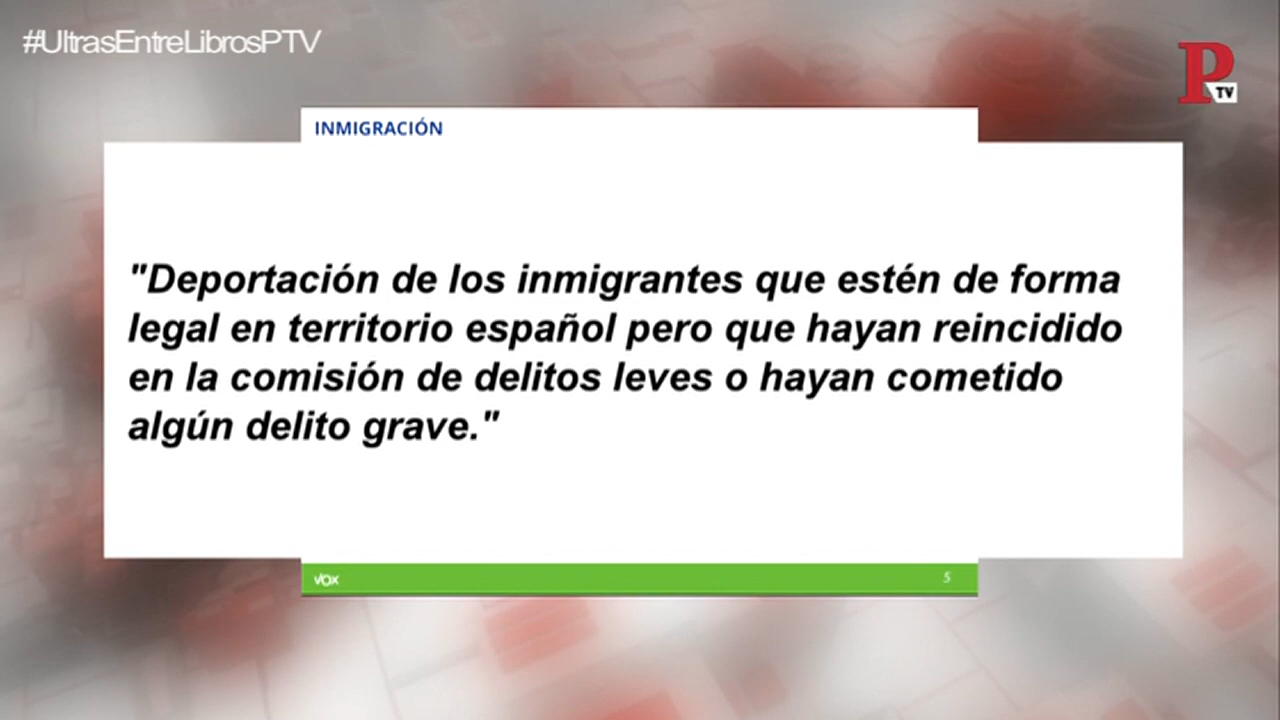 #UltrasEntreLibrosPTV
P
TV
INMIGRACIÓN
"Deportación de los inmigrantes que estén de forma
legal en territorio español pero que hayan reincidido
en la comisión de delitos leves o hayan cometido
algún delito grave."
VOX
5